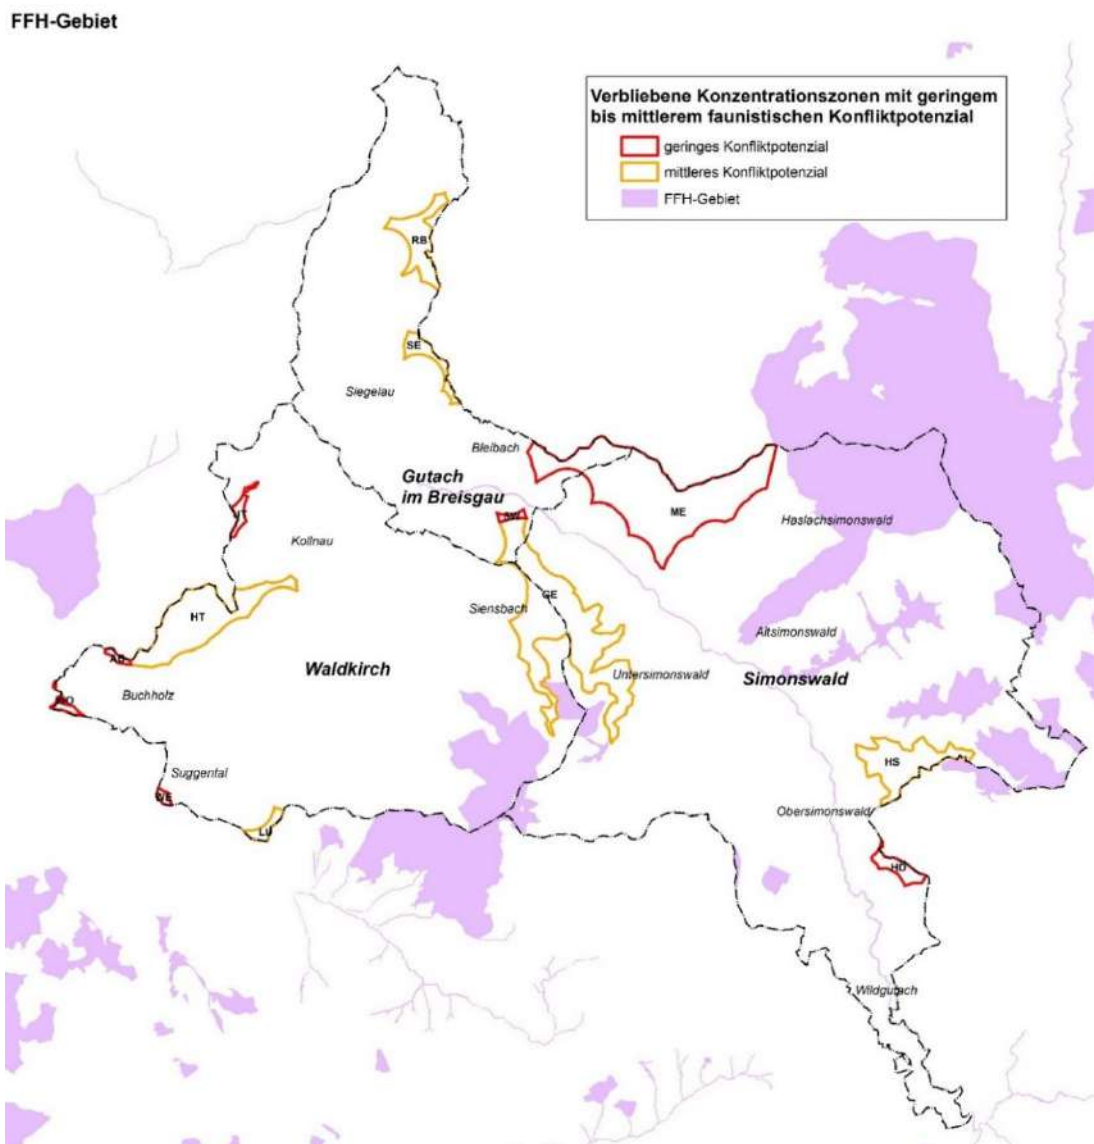 FFH-Gebiet
Verbliebene Konzentrationszonen mit geringem
bis mittlerem faunistischen Konfliktpotenzial
geringes Konfliktpotenzial
mittleres Konfliktpotenzial
FFH-Gebiet
RB
SE
Siegelau
Bleibach
Gutach
im Breisgau
ME
Haslachsimonswald
Kollnau
GE
Siensbach
HT
Altsimonswald
AB
Waldkirch
Untersimonswald
Simonswald
Buchholz
HS
Suggental
Obersimonswald
LU
HD
Wildgutach